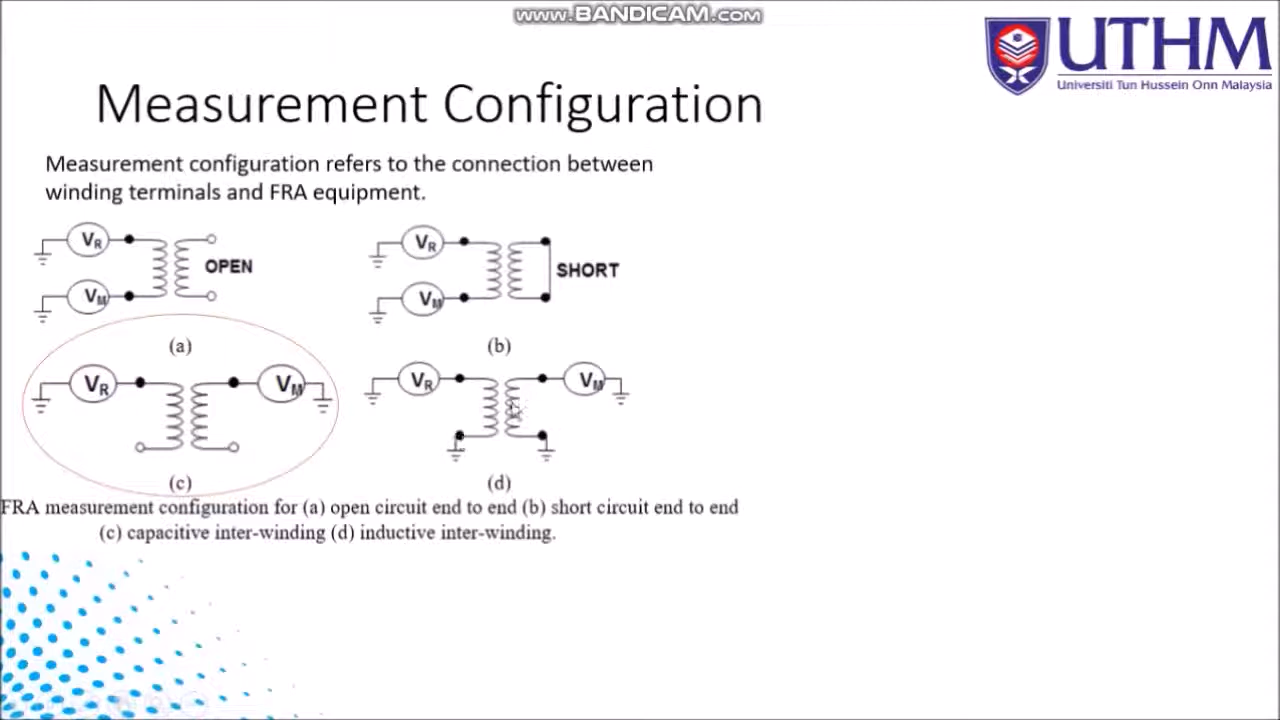 www.BANDICAM.com
UTHM
Universiti Tun Hussein Onn Malaysia
Measurement Configuration
Measurement configuration refers to the connection between
winding terminals and FRA equipment.
VR
OPEN
VM
(a)
VR
SHORT
VM
(b)
VR
VM
(c)
VR
VM
(d)
FRA measurement configuration for (a) open circuit end to end (b) short circuit end to end
(c) capacitive inter-winding (d) inductive inter-winding.